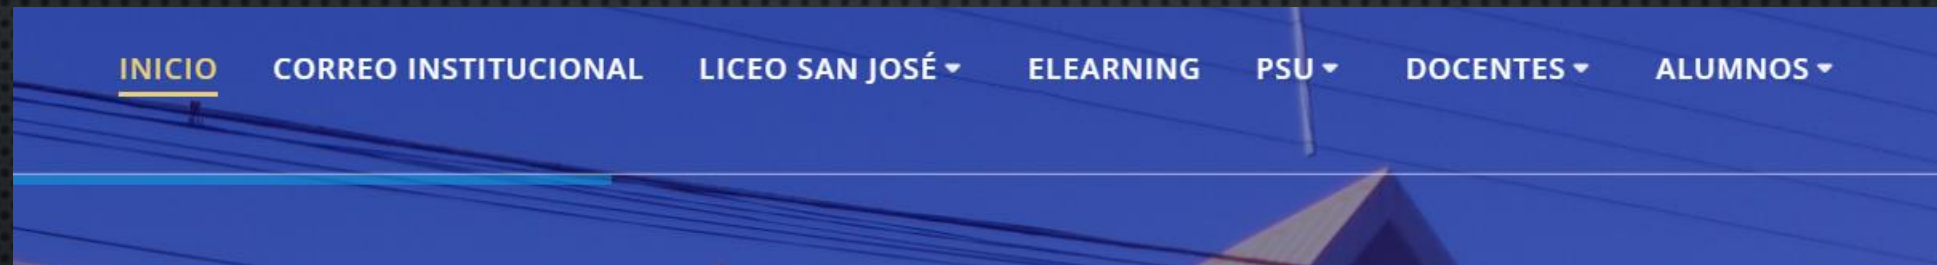 INICIO CORREO INSTITUCIONAL LICEO SAN JOSÉ ELEARNING PSU DOCENTES ALUMNOS